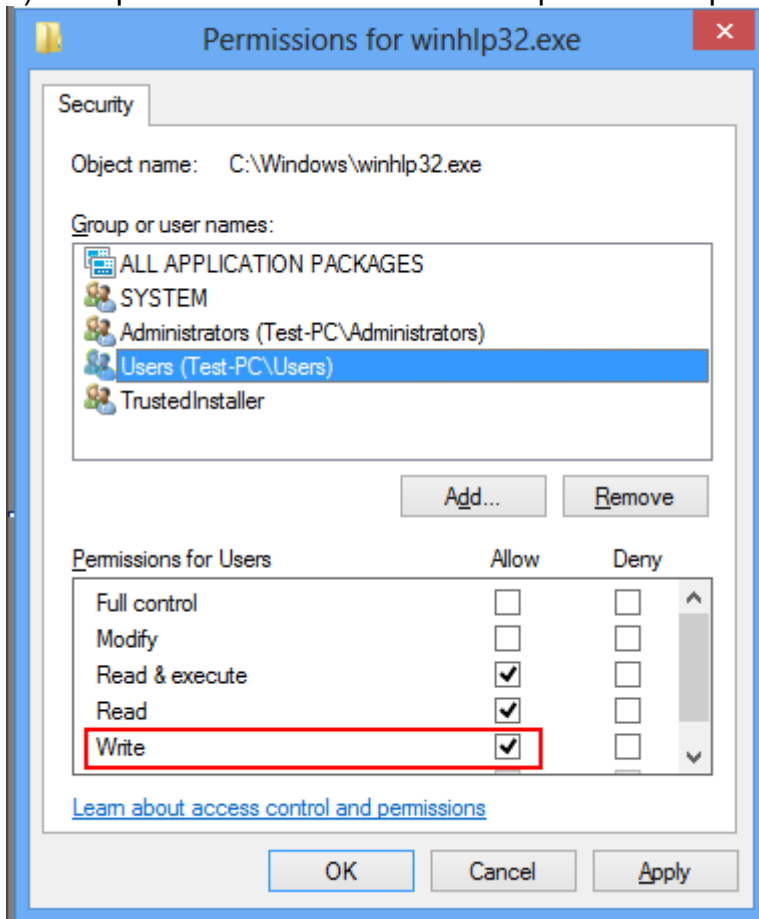 Permissions for winhlp32.exe
Security
Object name: C:\Windows\winhlp32.exe
Group or user names:
ALL APPLICATION PACKAGES
SYSTEM
Administrators (Test-PC\Administrators)
Users (Test-PC\Users)
TrustedInstaller
Add... Remove
Permissions for Users Allow Deny
Full control
Modify
Read & execute
Read
Write
Learn about access control and permissions
OK Cancel Apply